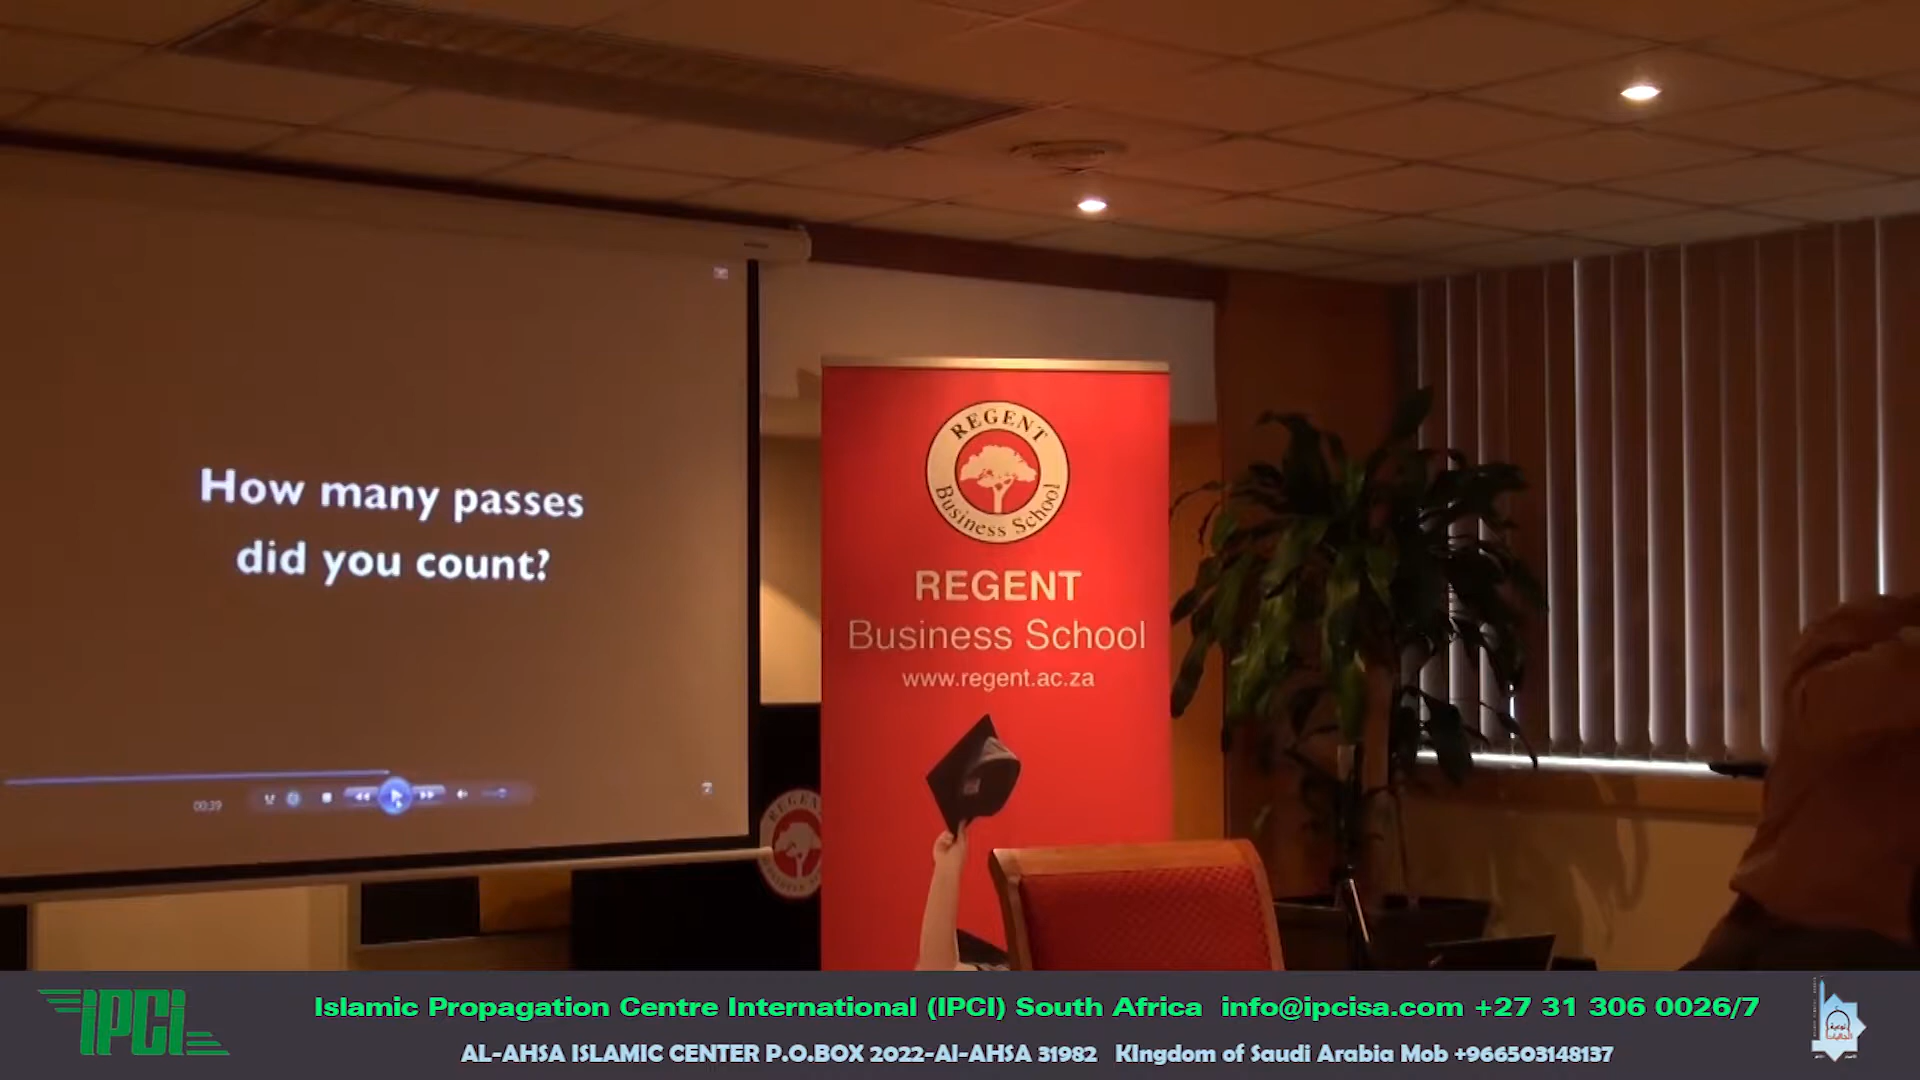 How many passes
did you count?
00:39
REGENT
Business School
REGENT
Business School
www.regent.ac.za
IPCI
Islamic Propagation Centre International (IPCI) South Africa info@ipcisa.com +27 31 306 0026/7
AL-AHSA ISLAMIC CENTER P.O.BOX 2022-Al-AHSA 31982 KIngdom of Saudi Arabia Mob +966503148137